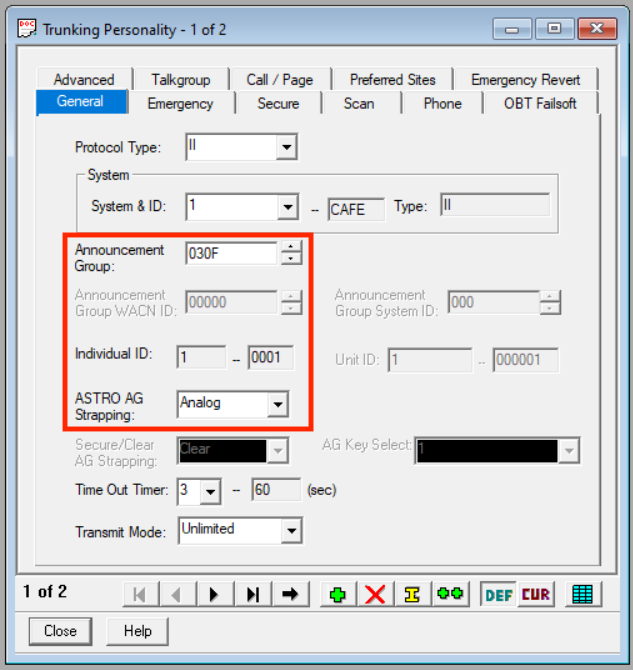 DOC
Trunking Personality - 1 of 2
Advanced Talkgroup Call / Page Preferred Sites Emergency Revert
General Emergency Secure Scan Phone OBT Failsoft
Protocol Type: II
System
System & ID: 1 -- CAFE Type: II
Announcement
Group: 030F
Announcement
Group WACN ID: 00000
Announcement
Group System ID: 000
Individual ID: 1 -- 0001 Unit ID: 1 -- 000001
ASTRO AG
Strapping: Analog
Secure/Clear
AG Strapping: Clear AG Key Select: 1
Time Out Timer: 3 -- 60 (sec)
Transmit Mode: Unlimited
1 of 2 DEF CUR
Close Help